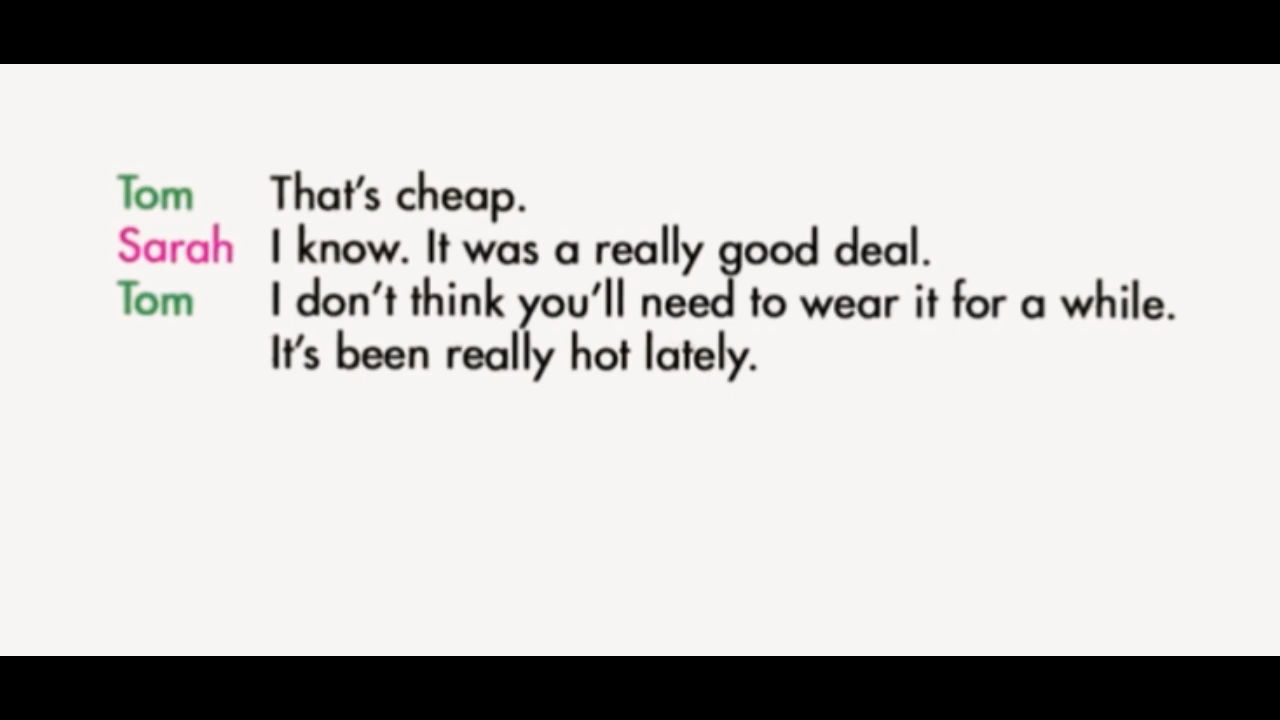 Tom That's cheap.
Sarah I know. It was a really good deal.
Tom I don't think you'll need to wear it for a while.
It's been really hot lately.